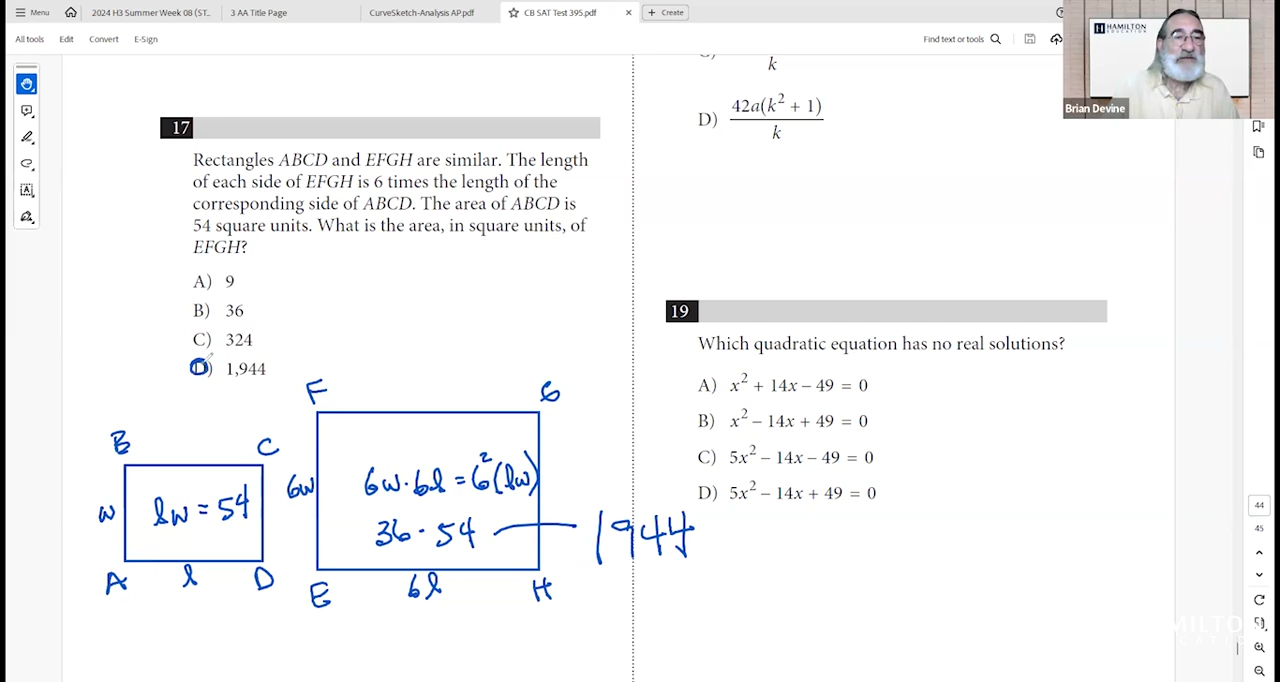 Menu
2024 H3 Summer Week 08 (ST...
3 AA Title Page
CurveSketch-Analysis AP.pdf
CB SAT Test 395.pdf
Create
All tools
Edit
Convert
E-Sign
Find text or tools
HAMILTON
EDUCATION
Brian Devine
17
Rectangles ABCD and EFGH are similar. The length
of each side of EFGH is 6 times the length of the
corresponding side of ABCD. The area of ABCD is
54 square units. What is the area, in square units, of
EFGH?
A) 9
B) 36
C) 324
D) 1,944
F
G
B
C
6w
6w·6l = 6²(lw)
w
lw = 54
36·54
1944
A
l
D
E
6l
H
k
D) 42a(k² + 1)
k
19
Which quadratic equation has no real solutions?
A) x² + 14x − 49 = 0
B) x² − 14x + 49 = 0
C) 5x² − 14x − 49 = 0
D) 5x² − 14x + 49 = 0
44
45